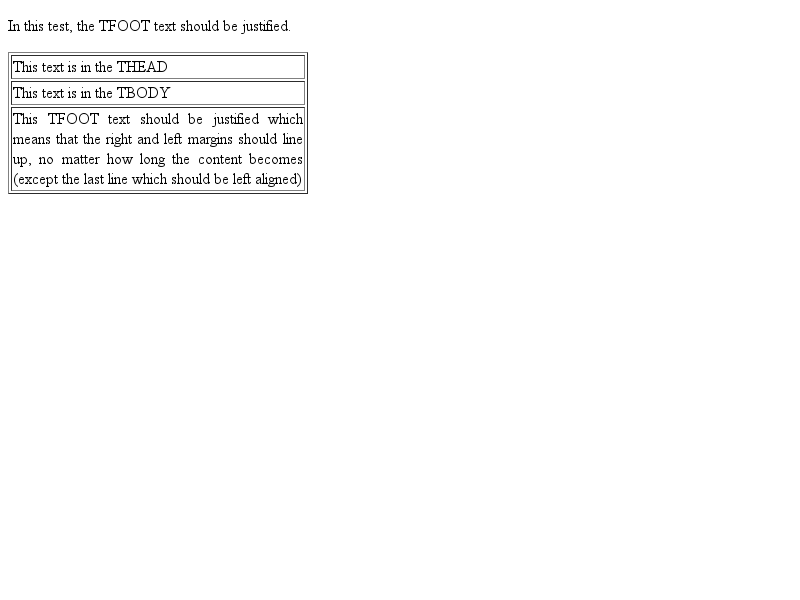 In this test, the TFOOT text should be justified.
This text is in the THEAD
This text is in the TBODY
This TFOOT text should be justified which
means that the right and left margins should line
up, no matter how long the content becomes
(except the last line which should be left aligned)